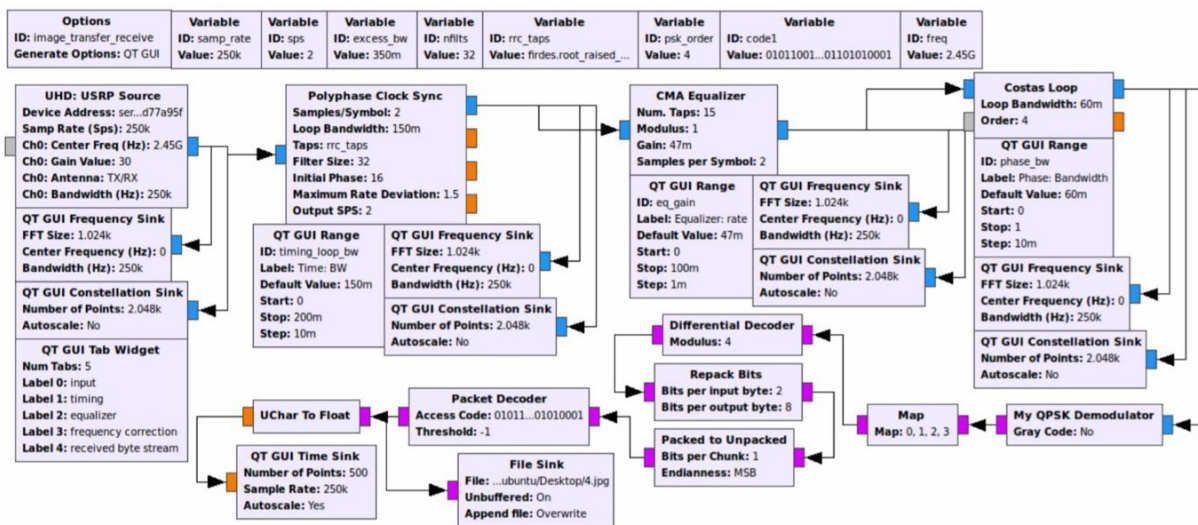 Options
ID: image_transfer_receive
Generate Options: QT GUI
Variable
ID: samp_rate
Value: 250k
Variable
ID: sps
Value: 2
Variable
ID: excess_bw
Value: 350m
Variable
ID: nfilts
Value: 32
Variable
ID: rrc_taps
Value: firdes.root_raised_...
Variable
ID: psk_order
Value: 4
Variable
ID: code1
Value: 01011001...01101010001
Variable
ID: freq
Value: 2.45G
UHD: USRP Source
Device Address: ser...d77a95f
Samp Rate (Sps): 250k
Ch0: Center Freq (Hz): 2.45G
Ch0: Gain Value: 30
Ch0: Antenna: TX/RX
Ch0: Bandwidth (Hz): 250k
QT GUI Frequency Sink
FFT Size: 1.024k
Center Frequency (Hz): 0
Bandwidth (Hz): 250k
QT GUI Constellation Sink
Number of Points: 2.048k
Autoscale: No
QT GUI Tab Widget
Num Tabs: 5
Label 0: input
Label 1: timing
Label 2: equalizer
Label 3: frequency correction
Label 4: received byte stream
Polyphase Clock Sync
Samples/Symbol: 2
Loop Bandwidth: 150m
Taps: rrc_taps
Filter Size: 32
Initial Phase: 16
Maximum Rate Deviation: 1.5
Output SPS: 2
QT GUI Range
ID: timing_loop_bw
Label: Time: BW
Default Value: 150m
Start: 0
Stop: 200m
Step: 10m
QT GUI Frequency Sink
FFT Size: 1.024k
Center Frequency (Hz): 0
Bandwidth (Hz): 250k
QT GUI Constellation Sink
Number of Points: 2.048k
Autoscale: No
CMA Equalizer
Num. Taps: 15
Modulus: 1
Gain: 47m
Samples per Symbol: 2
QT GUI Range
ID: eq_gain
Label: Equalizer: rate
Default Value: 47m
Start: 0
Stop: 100m
Step: 1m
QT GUI Frequency Sink
FFT Size: 1.024k
Center Frequency (Hz): 0
Bandwidth (Hz): 250k
QT GUI Constellation Sink
Number of Points: 2.048k
Autoscale: No
Costas Loop
Loop Bandwidth: 60m
Order: 4
QT GUI Range
ID: phase_bw
Label: Phase: Bandwidth
Default Value: 60m
Start: 0
Stop: 1
Step: 10m
QT GUI Frequency Sink
FFT Size: 1.024k
Center Frequency (Hz): 0
Bandwidth (Hz): 250k
QT GUI Constellation Sink
Number of Points: 2.048k
Autoscale: No
My QPSK Demodulator
Gray Code: No
Map
Map: 0, 1, 2, 3
Differential Decoder
Modulus: 4
Repack Bits
Bits per input byte: 2
Bits per output byte: 8
Packed to Unpacked
Bits per Chunk: 1
Endianness: MSB
Packet Decoder
Access Code: 01011...01010001
Threshold: -1
UChar To Float
QT GUI Time Sink
Number of Points: 500
Sample Rate: 250k
Autoscale: Yes
File Sink
File: ...ubuntu/Desktop/4.jpg
Unbuffered: On
Append file: Overwrite